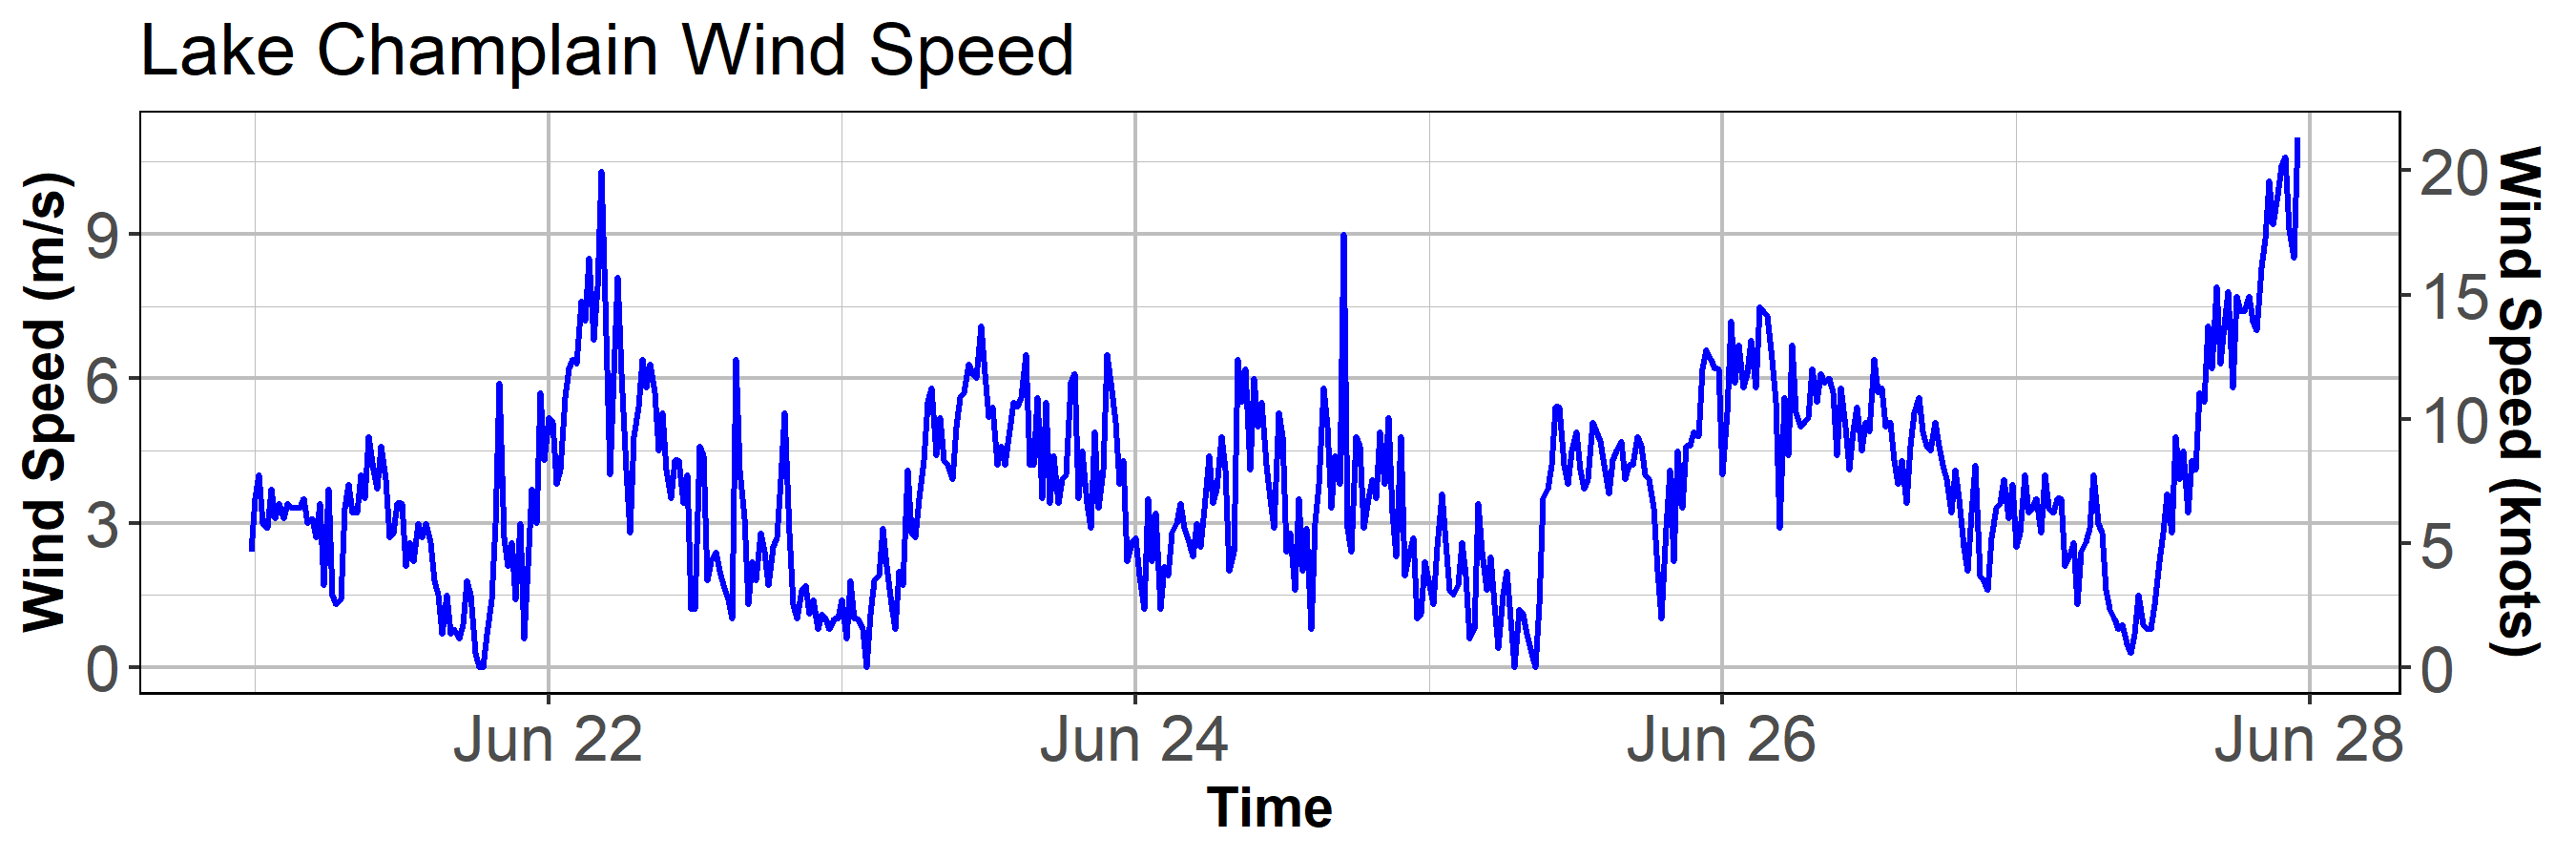 Lake Champlain Wind Speed
Wind Speed (m/s)
9
6
3
0
20
15
10
5
0
Wind Speed (knots)
Jun 22
Jun 24
Jun 26
Jun 28
Time